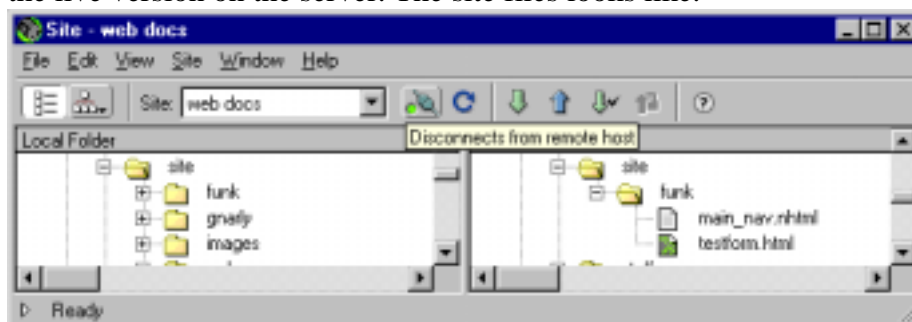 the live version on the server. The site files looks like:
Site - web docs
File Edit View Site Window Help
Site: web docs
Disconnects from remote host
Local Folder
site
funk
gnarly
images
site
funk
main_nav.nhtml
testform.html
Ready